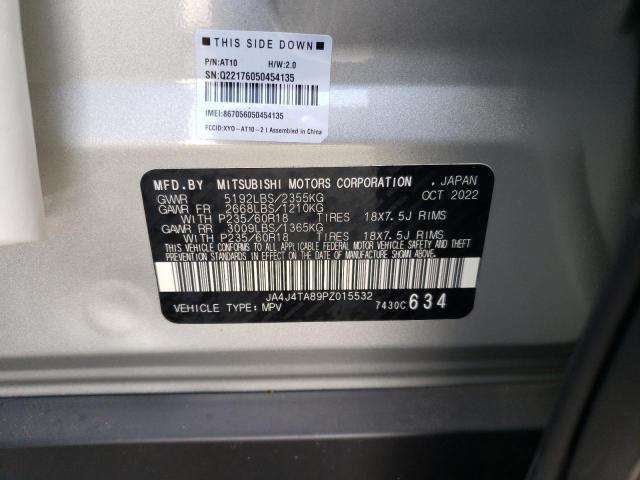 THIS SIDE DOWN
P/N:AT10 H/W:2.0
SN:Q22176050454135
IMEI:867056050454135
FCCID:XYO-AT10-2 I Assembled in China
MFD.BY MITSUBISHI MOTORS CORPORATION , JAPAN
GVWR 5192LBS/2355KG OCT 2022
GAWR FR 2668LBS/1210KG
WITH P235/60R18 TIRES 18X7.5J RIMS
GAWR RR 3009LBS/1365KG
WITH P235/60R18 TIRES 18X7.5J RIMS
THIS VEHICLE CONFORMS TO ALL APPLICABLE FEDERAL MOTOR VEHICLE SAFETY AND
THEFT PREVENTION STANDARDS IN EFFECT ON THE DATE OF MANUFACTURE SHOWN ABOVE.
JA4J4TA89PZ015532
VEHICLE TYPE:MPV 7430C634